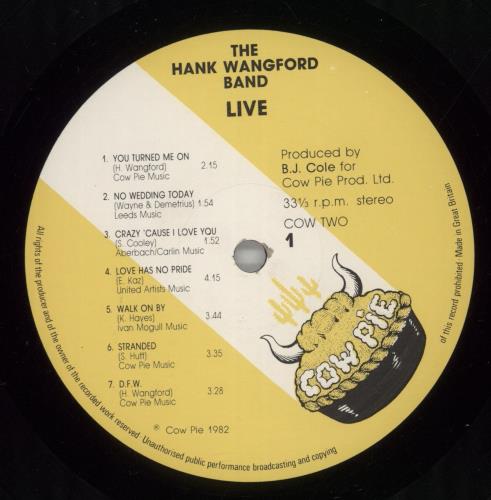 THE
HANK WANGFORD
BAND
LIVE
1. YOU TURNED ME ON
(H. Wangford) 2.15
Cow Pie Music
2. NO WEDDING TODAY
(Wayne & Demetrius) 1.54
Leeds Music
3. CRAZY 'CAUSE I LOVE YOU
(S. Cooley) 1.52
Aberbach/Carlin Music
4. LOVE HAS NO PRIDE
(E. Kaz) 4.15
United Artists Music
5. WALK ON BY
(K. Hayes) 3.44
Ivan Mogull Music
6. STRANDED
(S. Hutt) 3.35
Cow Pie Music
7. D.F.W.
(H. Wangford) 3.28
Cow Pie Music
Produced by
B.J. Cole for
Cow Pie Prod. Ltd.
33⅓ r.p.m. stereo
COW TWO
1
COW PIE
℗ Cow Pie 1982
All rights of the producer and of the owner of the recorded work reserved. Unauthorised public performance broadcasting and copying of this record prohibited. Made in Great Britain.